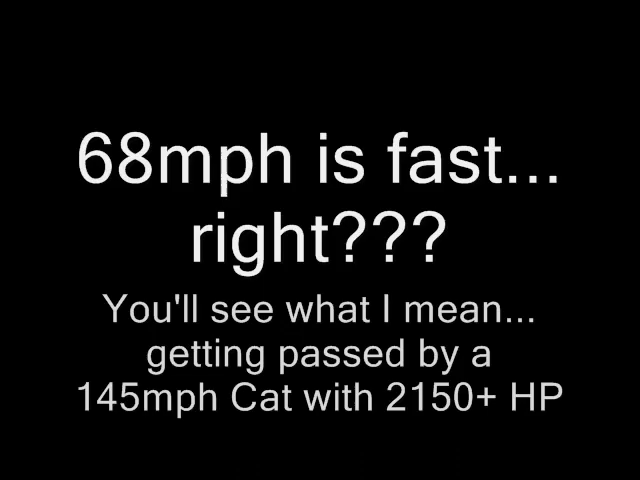 68mph is fast...
right???
You'll see what I mean...
getting passed by a
145mph Cat with 2150+ HP